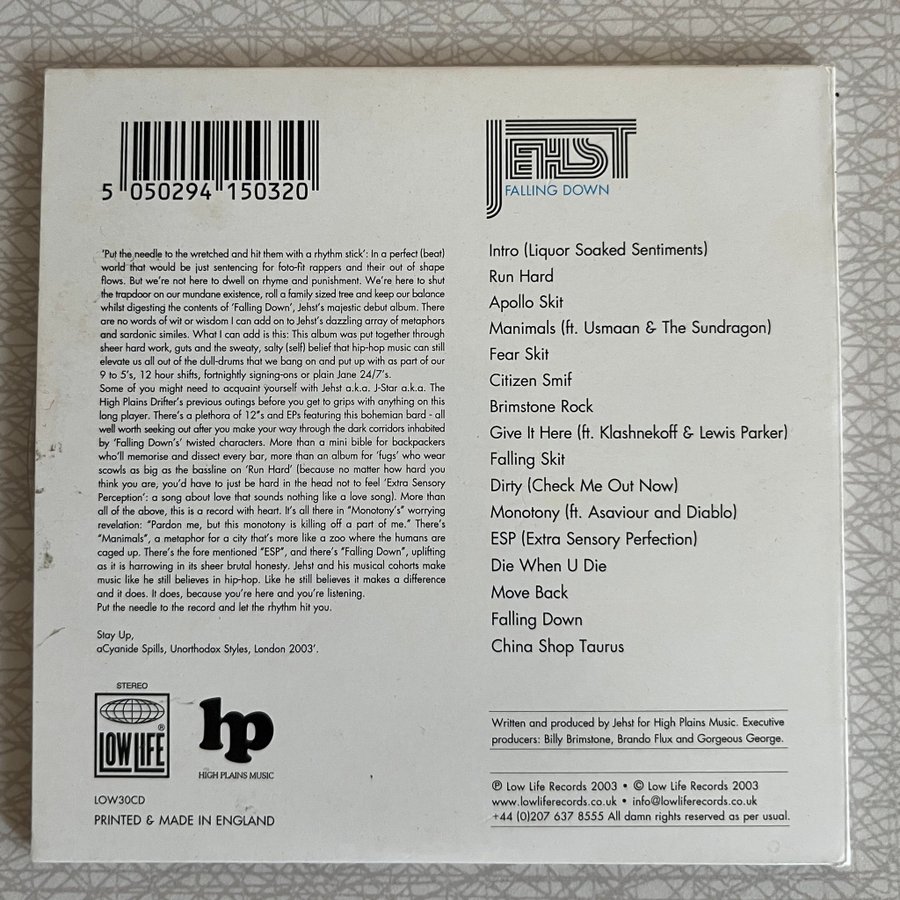 5 050294 150320
'Put the needle to the wretched and hit them with a rhythm stick': In a perfect (beat)
world that would be just sentencing for foto-fit rappers and their out of shape
flows. But we're not here to dwell on rhyme and punishment. We're here to shut
the trapdoor on our mundane existence, roll a family sized tree and keep our balance
whilst digesting the contents of 'Falling Down', Jehst's majestic debut album. There
are no words of wit or wisdom I can add on to Jehst's dazzling array of metaphors
and sardonic similes. What I can add is this: This album was put together through
sheer hard work, guts and the sweaty, salty (self) belief that hip-hop music can still
elevate us all out of the dull-drums that we bang on and put up with as part of our
9 to 5's, 12 hour shifts, fortnightly signing-ons or plain Jane 24/7's.
Some of you might need to acquaint yourself with Jehst a.k.a. J-Star a.k.a. The
High Plains Drifter's previous outings before you get to grips with anything on this
long player. There's a plethora of 12"s and EPs featuring this bohemian bard - all
well worth seeking out after you make your way through the dark corridors inhabited
by 'Falling Down's' twisted characters. More than a mini bible for backpackers
who'll memorise and dissect every bar, more than an album for 'fugs' who wear
scowls as big as the bassline on 'Run Hard' (because no matter how hard you
think you are, you'd have to just be hard in the head not to feel 'Extra Sensory
Perception': a song about love that sounds nothing like a love song). More than
all of the above, this is a record with heart. It's all there in "Monotony's" worrying
revelation: "Pardon me, but this monotony is killing off a part of me." There's
"Manimals", a metaphor for a city that's more like a zoo where the humans are
caged up. There's the fore mentioned "ESP", and there's "Falling Down", uplifting
as it is harrowing in its sheer brutal honesty. Jehst and his musical cohorts make
music like he still believes in hip-hop. Like he still believes it makes a difference
and it does. It does, because you're here and you're listening.
Put the needle to the record and let the rhythm hit you.
Stay Up,
aCyanide Spills, Unorthodox Styles, London 2003'.
STEREO
LOW LIFE ®
hp
HIGH PLAINS MUSIC
LOW30CD
PRINTED & MADE IN ENGLAND
JEHST
FALLING DOWN
Intro (Liquor Soaked Sentiments)
Run Hard
Apollo Skit
Manimals (ft. Usmaan & The Sundragon)
Fear Skit
Citizen Smif
Brimstone Rock
Give It Here (ft. Klashnekoff & Lewis Parker)
Falling Skit
Dirty (Check Me Out Now)
Monotony (ft. Asaviour and Diablo)
ESP (Extra Sensory Perfection)
Die When U Die
Move Back
Falling Down
China Shop Taurus
Written and produced by Jehst for High Plains Music. Executive
producers: Billy Brimstone, Brando Flux and Gorgeous George.
℗ Low Life Records 2003 • © Low Life Records 2003
www.lowliferecords.co.uk • info@lowliferecords.co.uk
+44 (0)207 637 8555 All damn rights reserved as per usual.